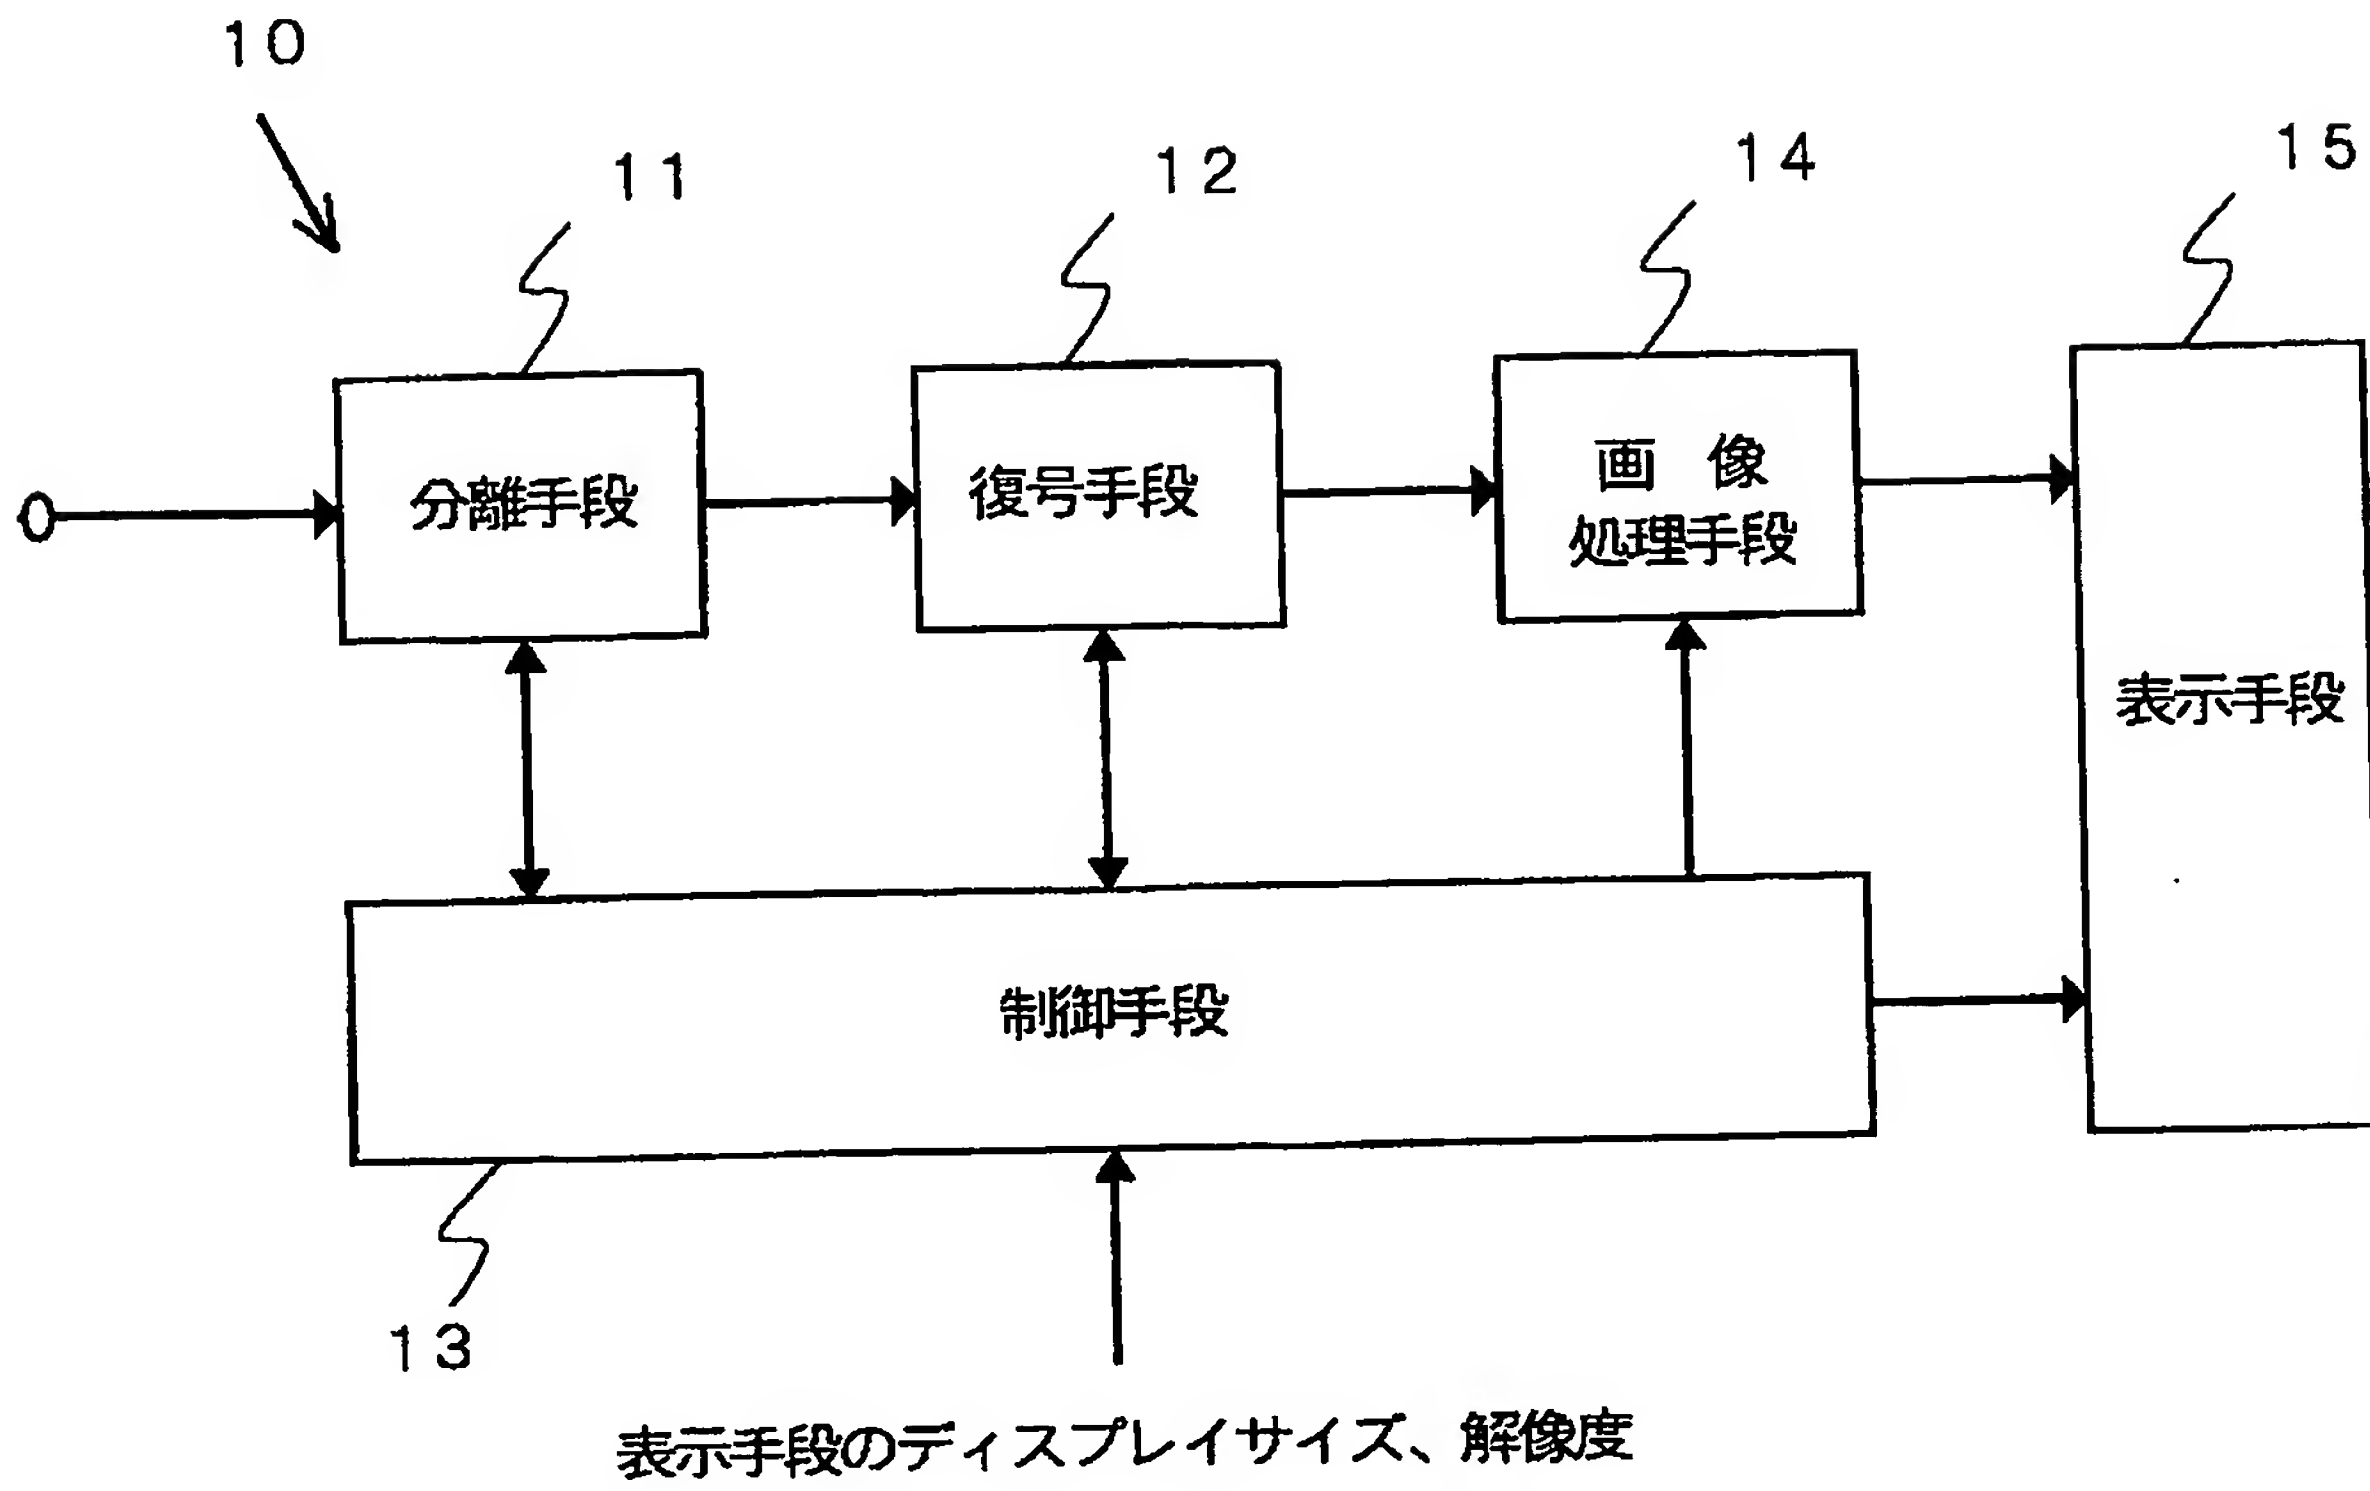 10
11
12
14
15
分離手段
復号手段
画 像
処理手段
表示手段
制御手段
13
表示手段のディスプレイサイズ、解像度